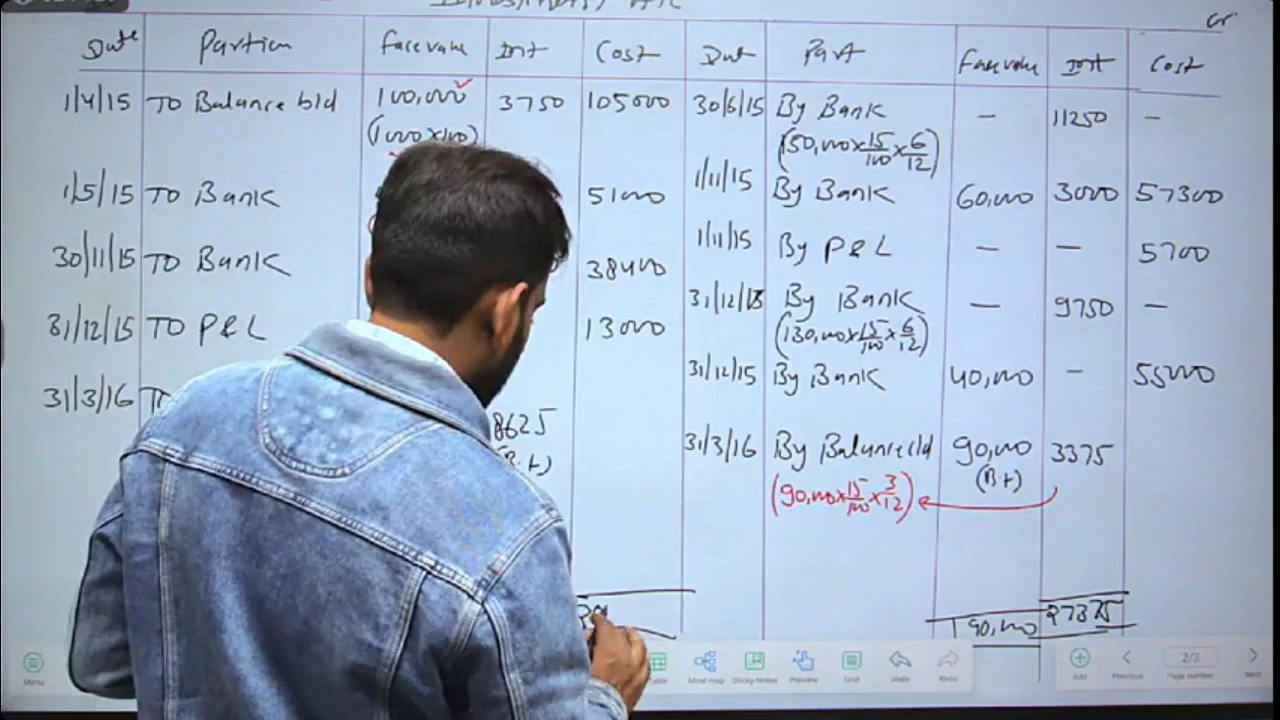 Investment A/c
Cr
Date Particu Face value Int Cost Dat Part Face value Int Cost
1/4/15 TO Balance b/d 100,000 3750 105000 30/6/15 By Bank — 11250 —
(1000×100) (150,000×15/100×6/12)
1/5/15 TO Bank 5100 1/11/15 By Bank 60,000 3000 57300
30/11/15 TO Bank 38400 1/11/15 By P&L — — 5700
31/12/15 TO P&L 13000 31/12/15 By Bank — 9750 —
(130,000×15/100×6/12)
31/3/16 TO 31/12/15 By Bank 40,000 - 55000
8625 31/3/16 By Balance c/d 90,000 3375
(B.f) (B.f)
(90,000×15/100×3/12)
190,000 27375
Menu Table Mind map Sticky-Notes Preview Grid Undo Redo Add Previous 2/3 Page number Next